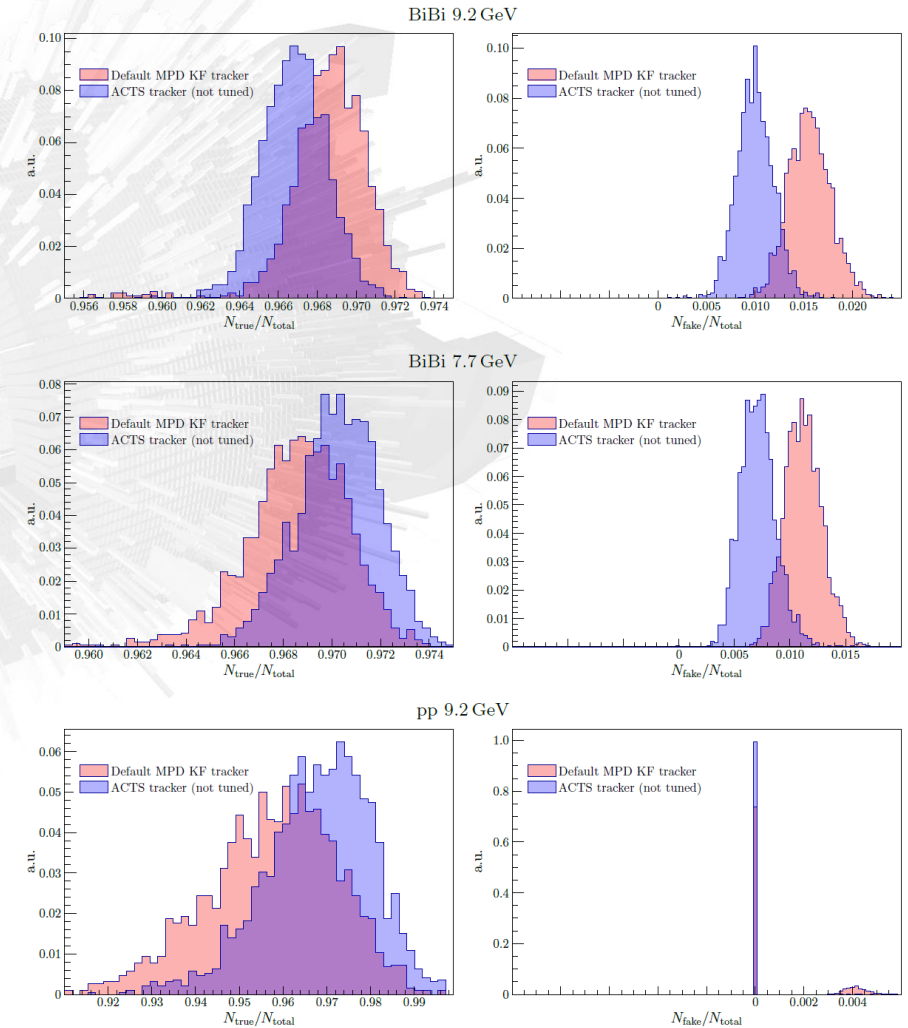 BiBi 9.2 GeV
0.10
0.08
0.06
0.04
0.02
0
a.u.
Default MPD KF tracker
ACTS tracker (not tuned)
0.956 0.958 0.960 0.962 0.964 0.966 0.968 0.970 0.972 0.974
N_true/N_total
0.10
0.08
0.06
0.04
0.02
0
a.u.
Default MPD KF tracker
ACTS tracker (not tuned)
0 0.005 0.010 0.015 0.020
N_fake/N_total
BiBi 7.7 GeV
0.08
0.07
0.06
0.05
0.04
0.03
0.02
0.01
0
a.u.
Default MPD KF tracker
ACTS tracker (not tuned)
0.960 0.962 0.964 0.966 0.968 0.970 0.972 0.974
N_true/N_total
0.09
0.08
0.07
0.06
0.05
0.04
0.03
0.02
0.01
0
a.u.
Default MPD KF tracker
ACTS tracker (not tuned)
0 0.005 0.010 0.015
N_fake/N_total
pp 9.2 GeV
0.06
0.05
0.04
0.03
0.02
0.01
0
a.u.
Default MPD KF tracker
ACTS tracker (not tuned)
0.92 0.93 0.94 0.95 0.96 0.97 0.98 0.99
N_true/N_total
1.0
0.8
0.6
0.4
0.2
0
a.u.
Default MPD KF tracker
ACTS tracker (not tuned)
0 0.002 0.004
N_fake/N_total